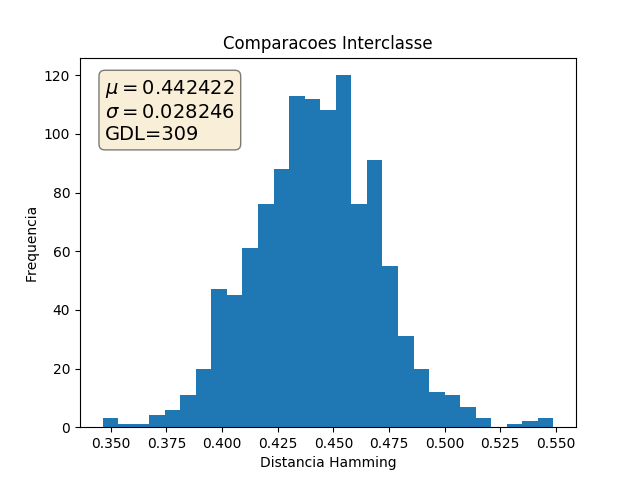 Comparacoes Interclasse
μ = 0.442422
σ = 0.028246
GDL=309
120
100
80
60
40
20
0
Frequencia
0.350 0.375 0.400 0.425 0.450 0.475 0.500 0.525 0.550
Distancia Hamming